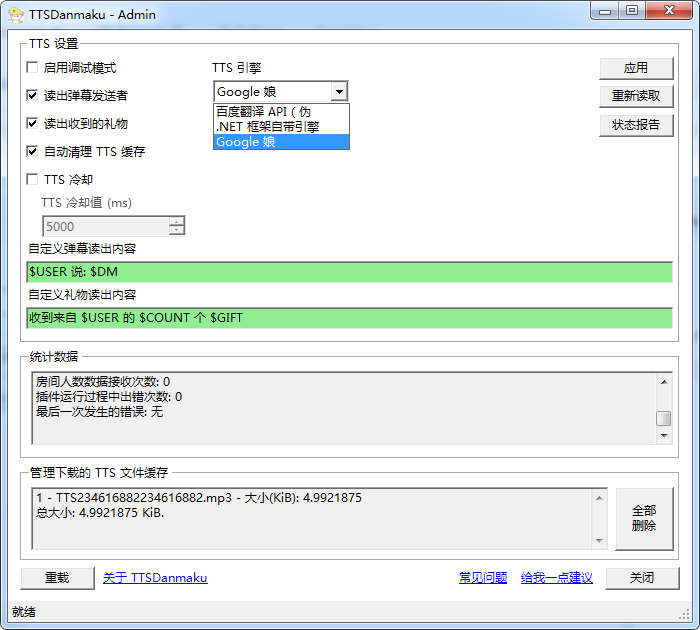 TTSDanmaku - Admin
TTS 设置
启用调试模式
TTS 引擎
应用
读出弹幕发送者
Google 娘
重新读取
百度翻译 API (伪
.NET 框架自带引擎
Google 娘
读出收到的礼物
状态报告
自动清理 TTS 缓存
TTS 冷却
TTS 冷却值 (ms)
5000
自定义弹幕读出内容
$USER 说: $DM
自定义礼物读出内容
收到来自 $USER 的 $COUNT 个 $GIFT
统计数据
房间人数数据接收次数: 0
插件运行过程中出错次数: 0
最后一次发生的错误: 无
管理下载的 TTS 文件缓存
1 - TTS234616882234616882.mp3 - 大小(KiB): 4.9921875
总大小: 4.9921875 KiB.
全部
删除
重载
关于 TTSDanmaku
常见问题
给我一点建议
关闭
就绪